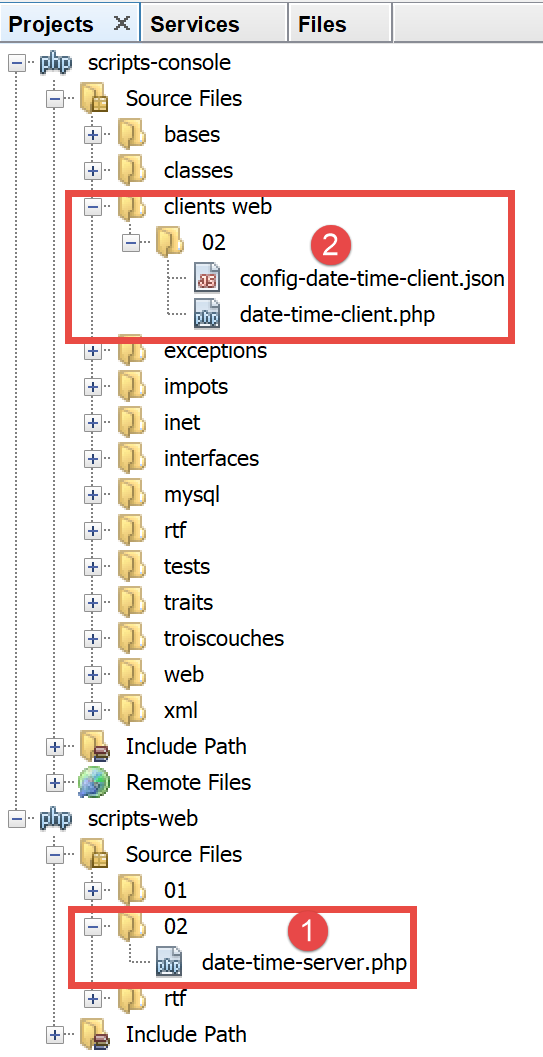 Projects Services Files
php scripts-console
Source Files
bases
classes
clients web
02
2
JS config-date-time-client.json
php date-time-client.php
exceptions
impots
inet
interfaces
mysql
rtf
tests
traits
troiscouches
web
xml
Include Path
Remote Files
php scripts-web
Source Files
01
02
1
php date-time-server.php
rtf
Include Path